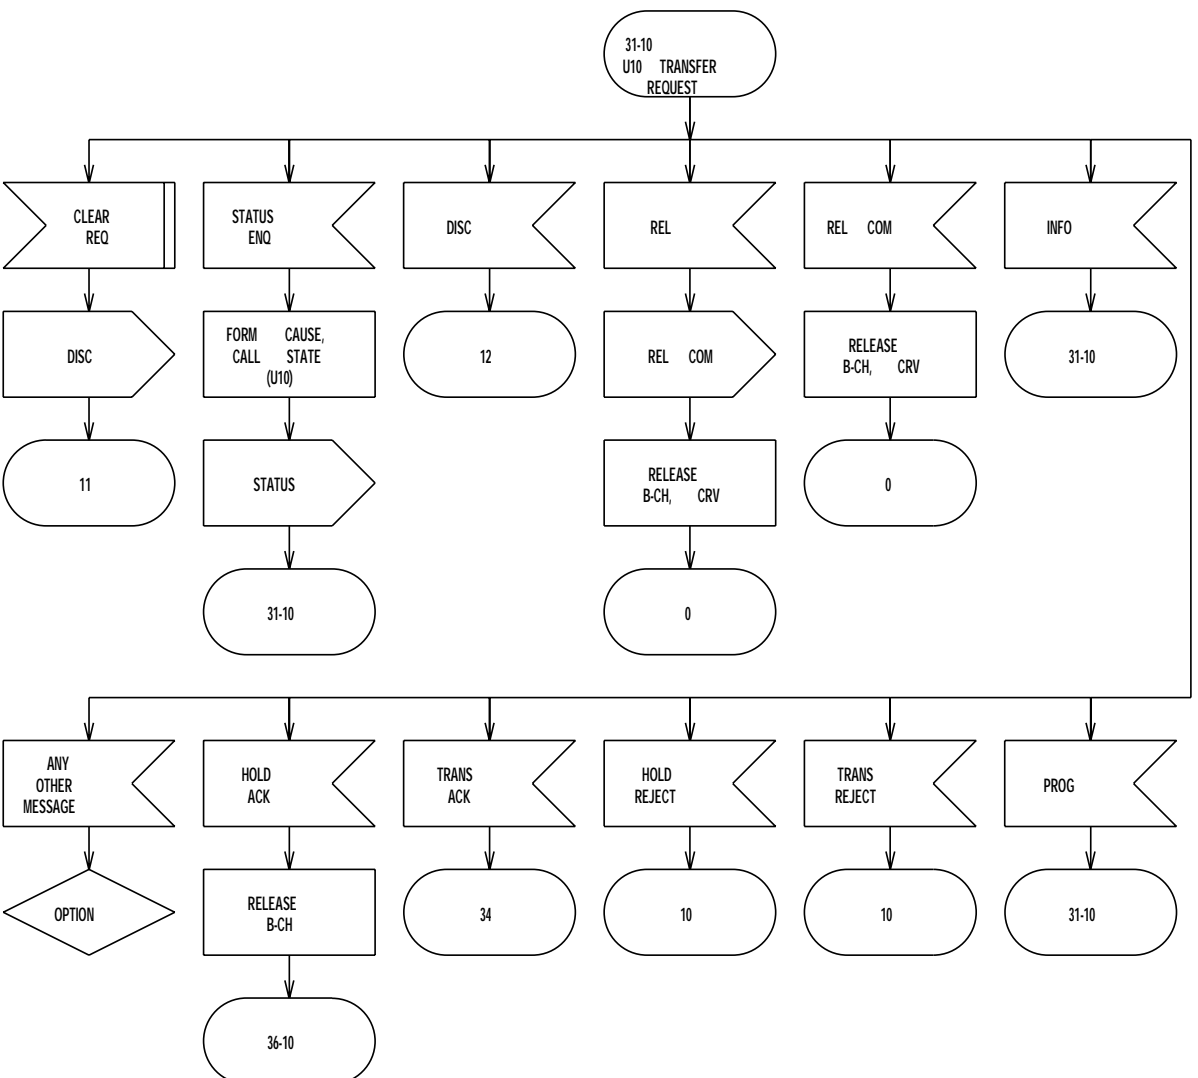 31-10
U10 TRANSFER
REQUEST
CLEAR
REQ
STATUS
ENQ
DISC
REL
REL COM
INFO
DISC
FORM CAUSE,
CALL STATE
(U10)
12
REL COM
RELEASE
B-CH, CRV
31-10
11
STATUS
RELEASE
B-CH, CRV
0
31-10
0
ANY
OTHER
MESSAGE
HOLD
ACK
TRANS
ACK
HOLD
REJECT
TRANS
REJECT
PROG
OPTION
RELEASE
B-CH
34
10
10
31-10
36-10